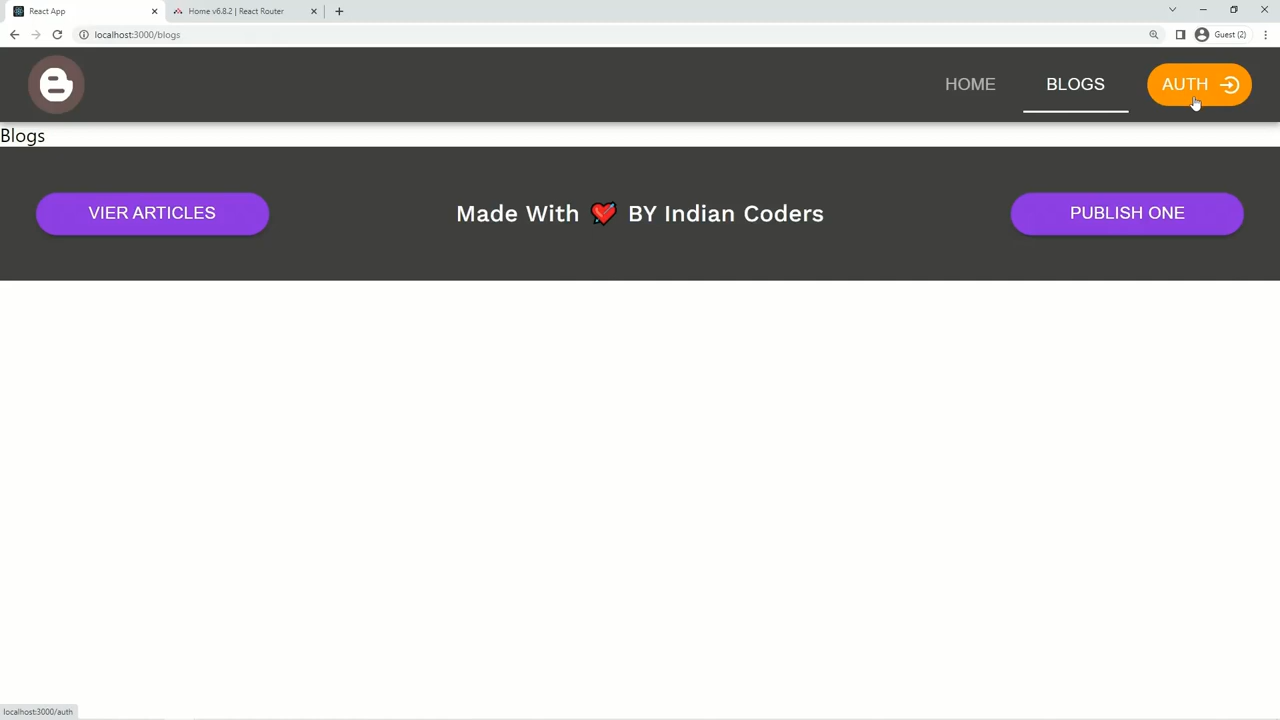 React App
Home v6.8.2 | React Router
localhost:3000/blogs
Guest (2)
HOME
BLOGS
AUTH
Blogs
VIER ARTICLES
Made With 💘 BY Indian Coders
PUBLISH ONE
localhost:3000/auth